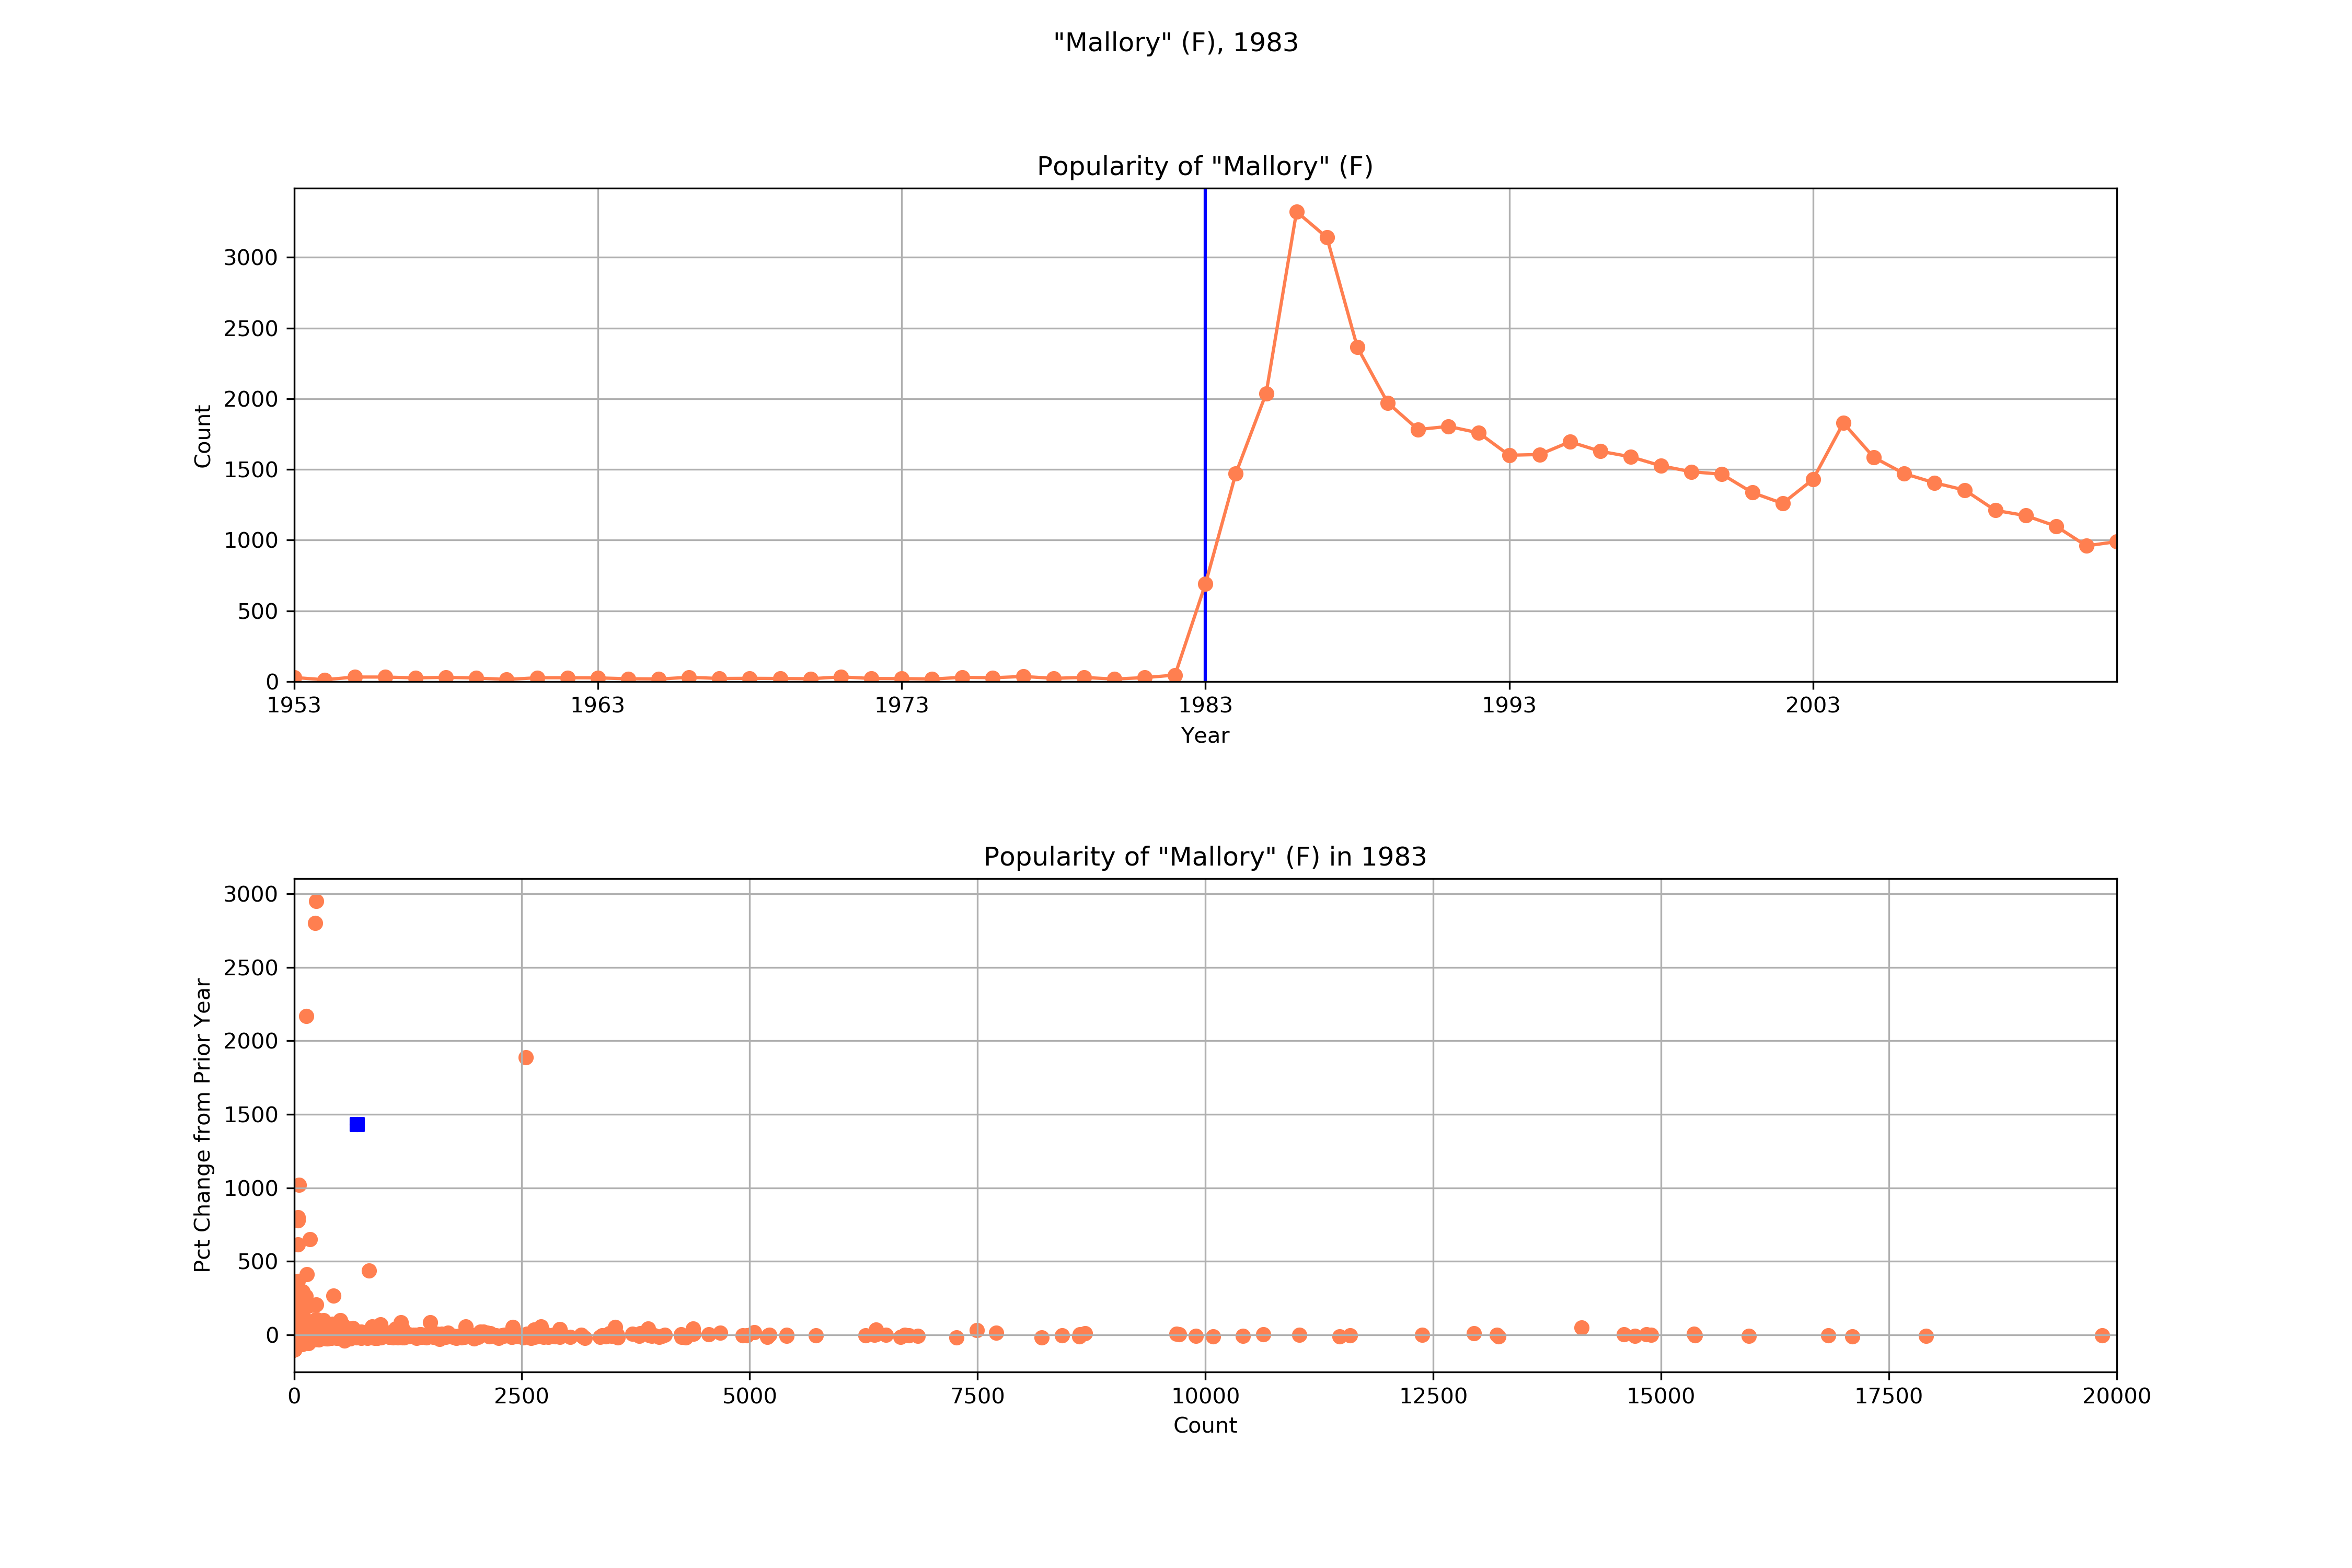 "Mallory" (F), 1983
Popularity of "Mallory" (F)
3000
2500
2000
1500
1000
500
0
Count
1953 1963 1973 1983 1993 2003
Year
Popularity of "Mallory" (F) in 1983
3000
2500
2000
1500
1000
500
0
Pct Change from Prior Year
0 2500 5000 7500 10000 12500 15000 17500 20000
Count